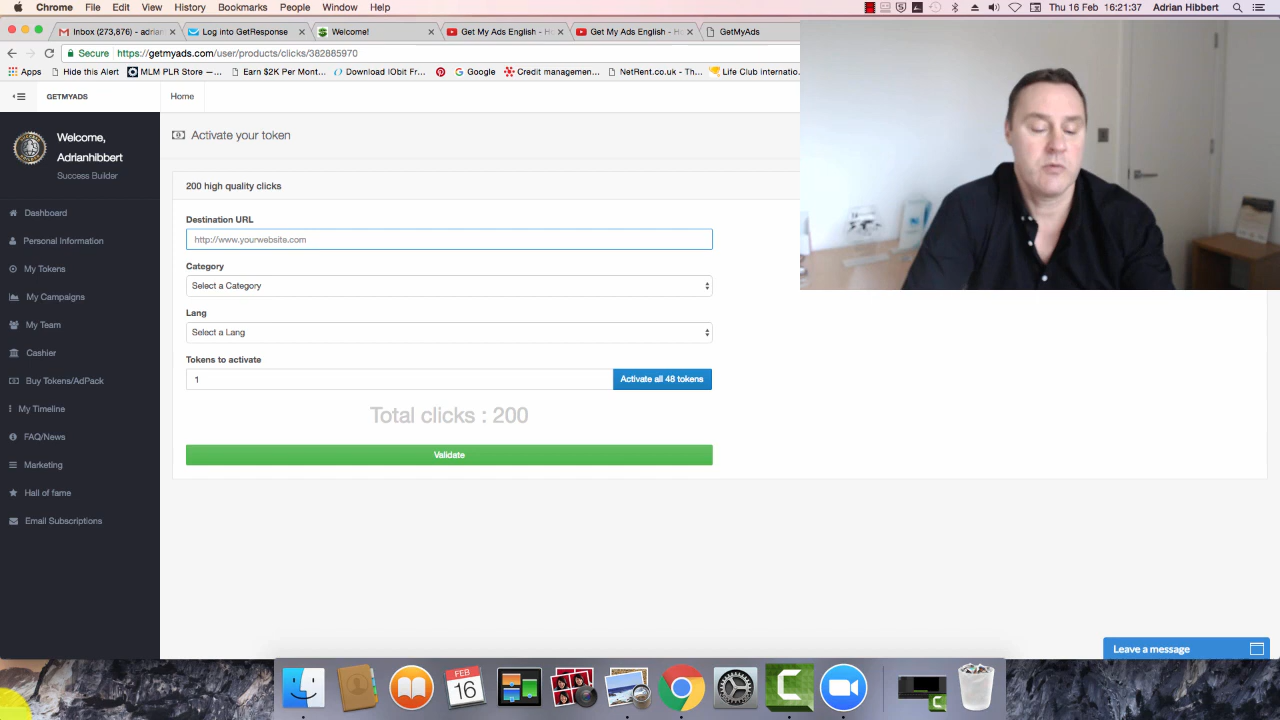 Chrome File Edit View History Bookmarks People Window Help Thu 16 Feb 16:21:37 Adrian Hibbert
Inbox (273,876) - adrian Log into GetResponse Welcome! Get My Ads English - Ho Get My Ads English - Ho GetMyAds
Secure https://getmyads.com/user/products/clicks/382885970
Apps Hide this Alert MLM PLR Store — Earn $2K Per Mont... Download IObit For Google Credit managemen... NetRent.co.uk - Th... Life Club Internatio...
GETMYADS Home
Welcome,
Adrianhibbert
Success Builder
Activate your token
200 high quality clicks
Destination URL
http://www.yourwebsite.com
Category
Select a Category
Lang
Select a Lang
Tokens to activate
1 Activate all 48 tokens
Total clicks : 200
Validate
Dashboard
Personal Information
My Tokens
My Campaigns
My Team
Cashier
Buy Tokens/AdPack
My Timeline
FAQ/News
Marketing
Hall of fame
Email Subscriptions
Leave a message
FEB
16